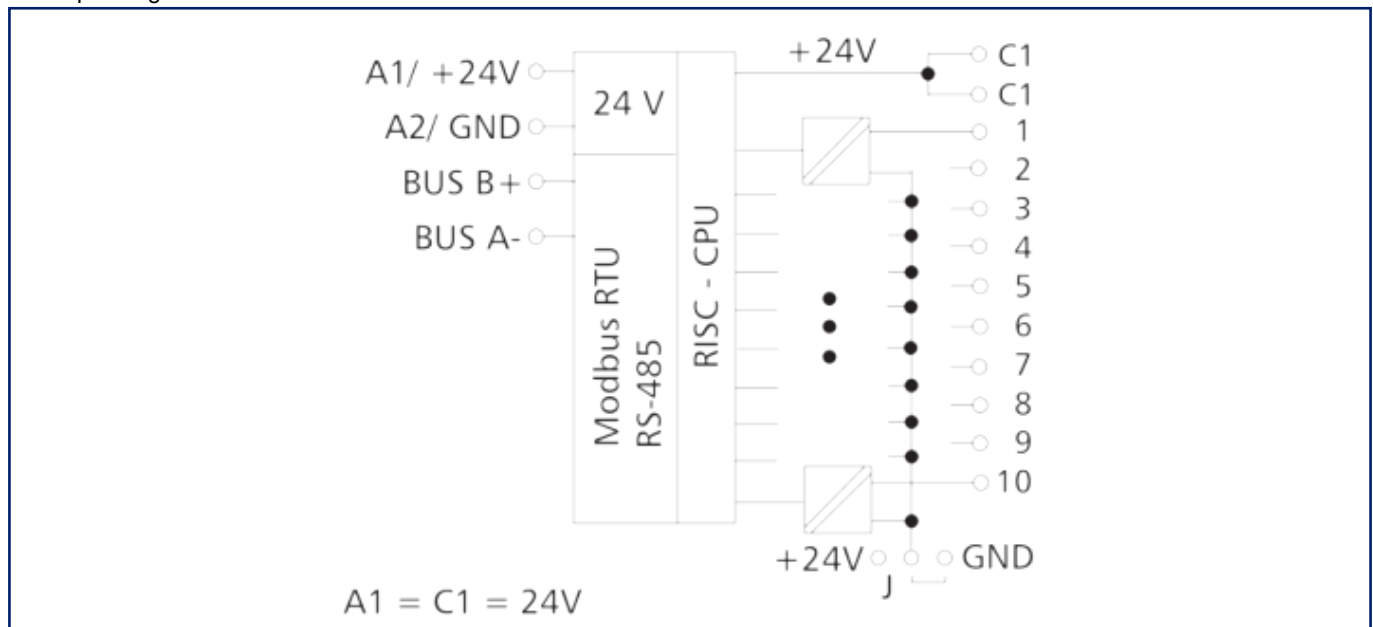 A1/ +24V
A2/ GND
BUS B+
BUS A-
24 V
Modbus RTU
RS-485
RISC - CPU
+24V
C1
C1
1
2
3
4
5
6
7
8
9
10
+24V
GND
J
A1 = C1 = 24V